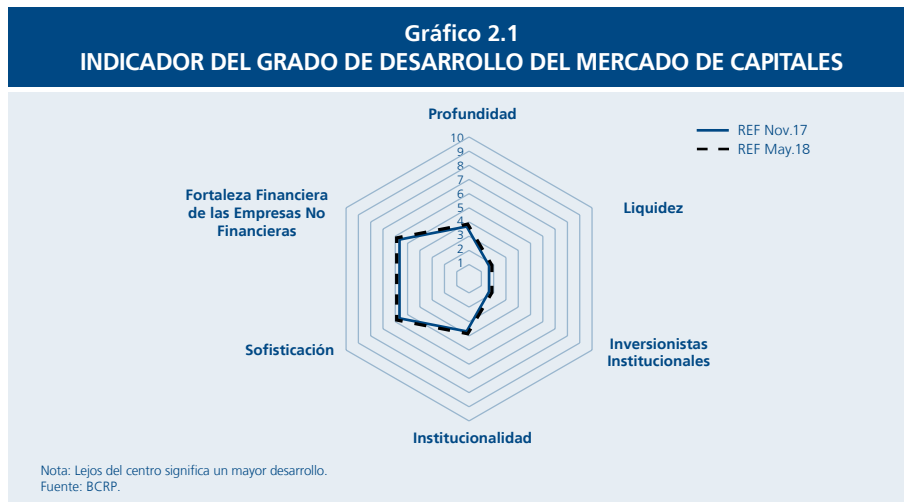 Gráfico 2.1
INDICADOR DEL GRADO DE DESARROLLO DEL MERCADO DE CAPITALES
Profundidad
REF Nov.17
REF May.18
10
9
8
7
6
5
4
3
2
1
Fortaleza Financiera
de las Empresas No
Financieras
Liquidez
Sofisticación
Inversionistas
Institucionales
Institucionalidad
Nota: Lejos del centro significa un mayor desarrollo.
Fuente: BCRP.